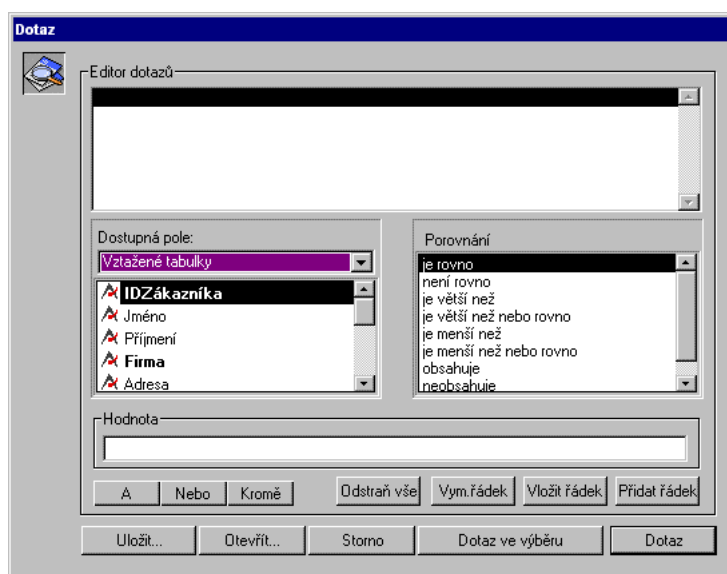 Dotaz
Editor dotazů
Dostupná pole:
Vztažené tabulky
IDZákazníka
Jméno
Příjmení
Firma
Adresa
Porovnání
je rovno
není rovno
je větší než
je větší než nebo rovno
je menší než
je menší než nebo rovno
obsahuje
neobsahuje
Hodnota
A Nebo Kromě Odstraň vše Vym.řádek Vložit řádek Přidat řádek
Uložit... Otevřít... Storno Dotaz ve výběru Dotaz